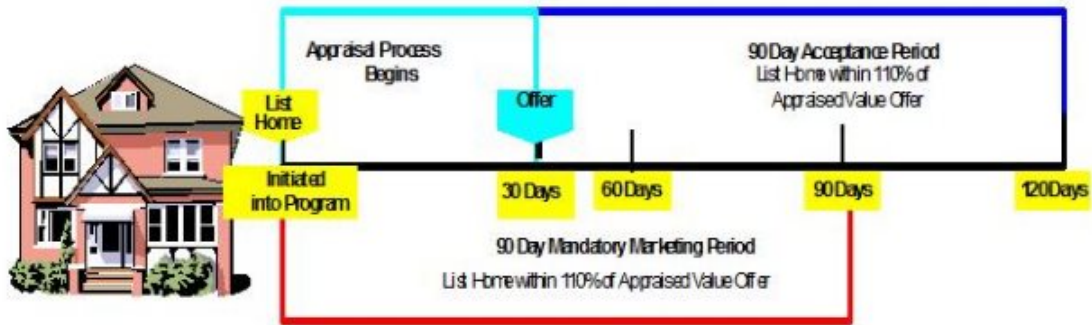 Appraisal Process
Begins
90 Day Acceptance Period
List Home within 110% of
Appraised Value Offer
List
Home
Offer
Initiated
into Program
30 Days
60 Days
90 Days
120 Days
90 Day Mandatory Marketing Period
List Home within 110% of Appraised Value Offer